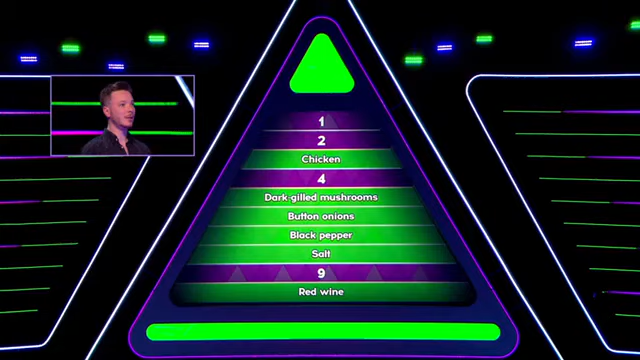 1
2
Chicken
4
Dark-gilled mushrooms
Button onions
Black pepper
Salt
9
Red wine